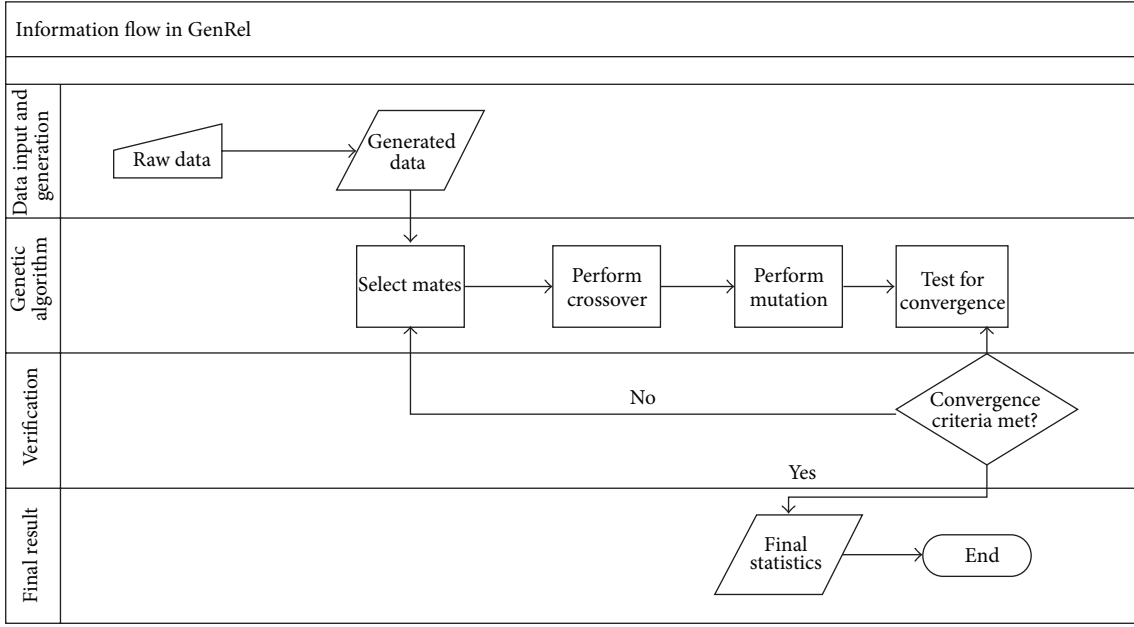 Information flow in GenRel
Data input and
generation
Raw data
Generated
data
Genetic
algorithm
Select mates
Perform
crossover
Perform
mutation
Test for
convergence
Verification
No
Convergence
criteria met?
Yes
Final result
Final
statistics
End